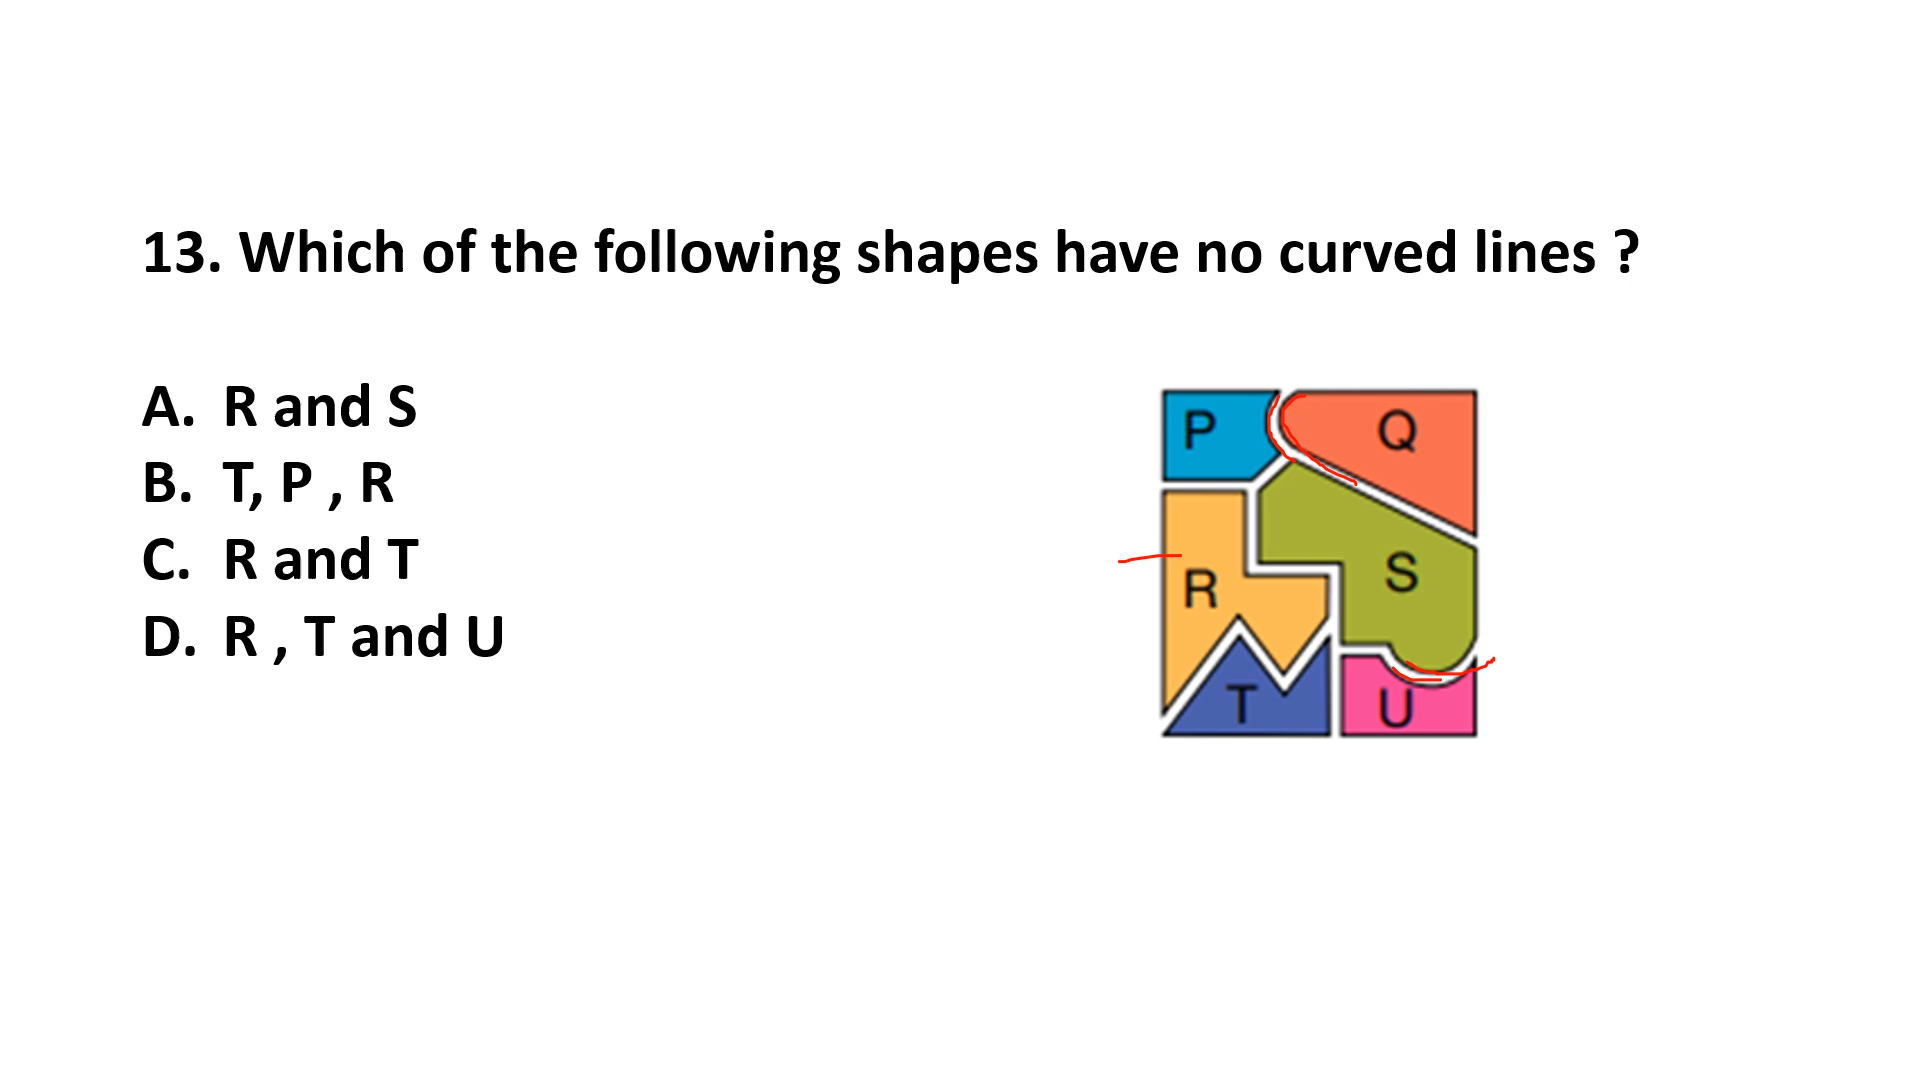 13. Which of the following shapes have no curved lines ?
A. R and S
B. T, P , R
C. R and T
D. R , T and U
P
Q
R
S
T
U